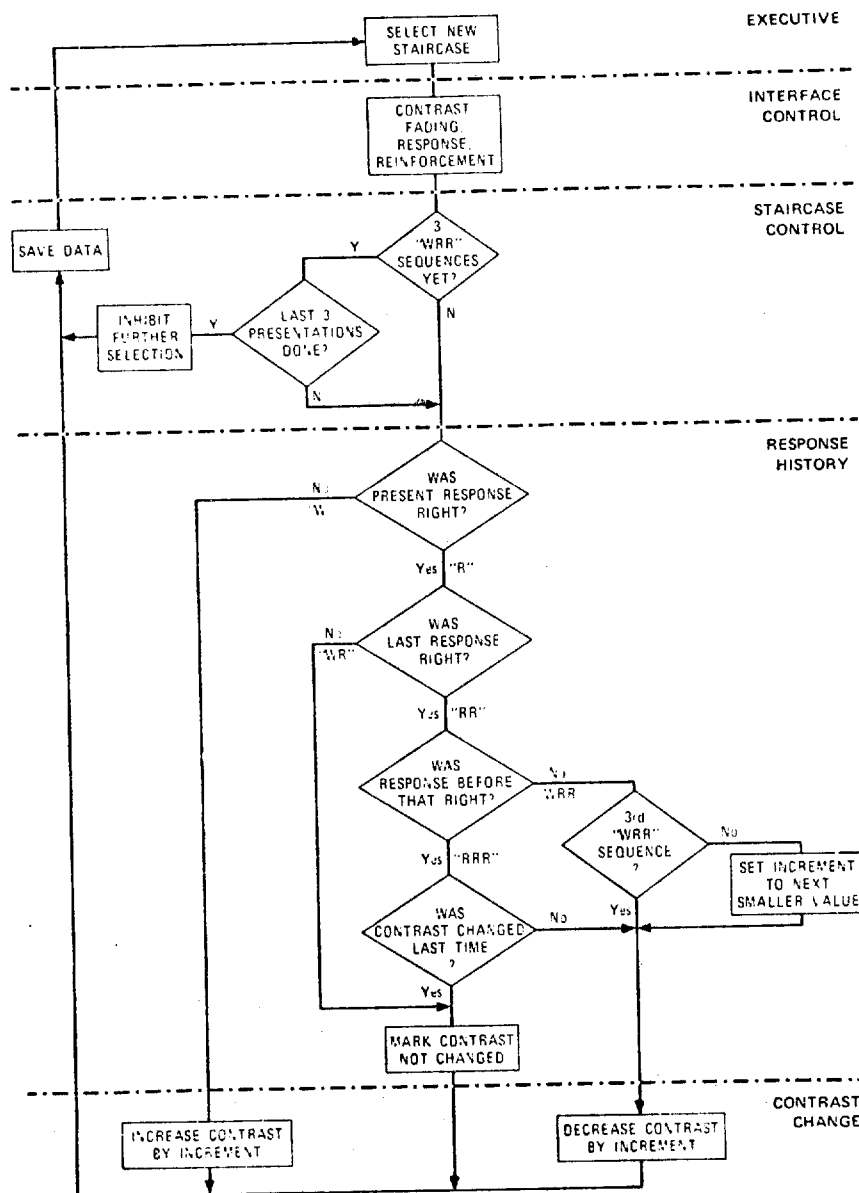 EXECUTIVE
SELECT NEW
STAIRCASE
INTERFACE
CONTROL
CONTRAST
FADING,
RESPONSE,
REINFORCEMENT
STAIRCASE
CONTROL
3
"WRR"
SEQUENCES
YET?
Y
N
SAVE DATA
LAST 3
PRESENTATIONS
DONE?
Y
N
INHIBIT
FURTHER
SELECTION
RESPONSE
HISTORY
WAS
PRESENT RESPONSE
RIGHT?
No
"W
Yes "R"
WAS
LAST RESPONSE
RIGHT?
No
"WR"
Yes "RR"
WAS
RESPONSE BEFORE
THAT RIGHT?
No
WRR
Yes "RRR"
3rd
"WRR"
SEQUENCE
?
No
Yes
SET INCREMENT
TO NEXT
SMALLER VALUE
WAS
CONTRAST CHANGED
LAST TIME
?
No
Yes
MARK CONTRAST
NOT CHANGED
CONTRAST
CHANGE
INCREASE CONTRAST
BY INCREMENT
DECREASE CONTRAST
BY INCREMENT